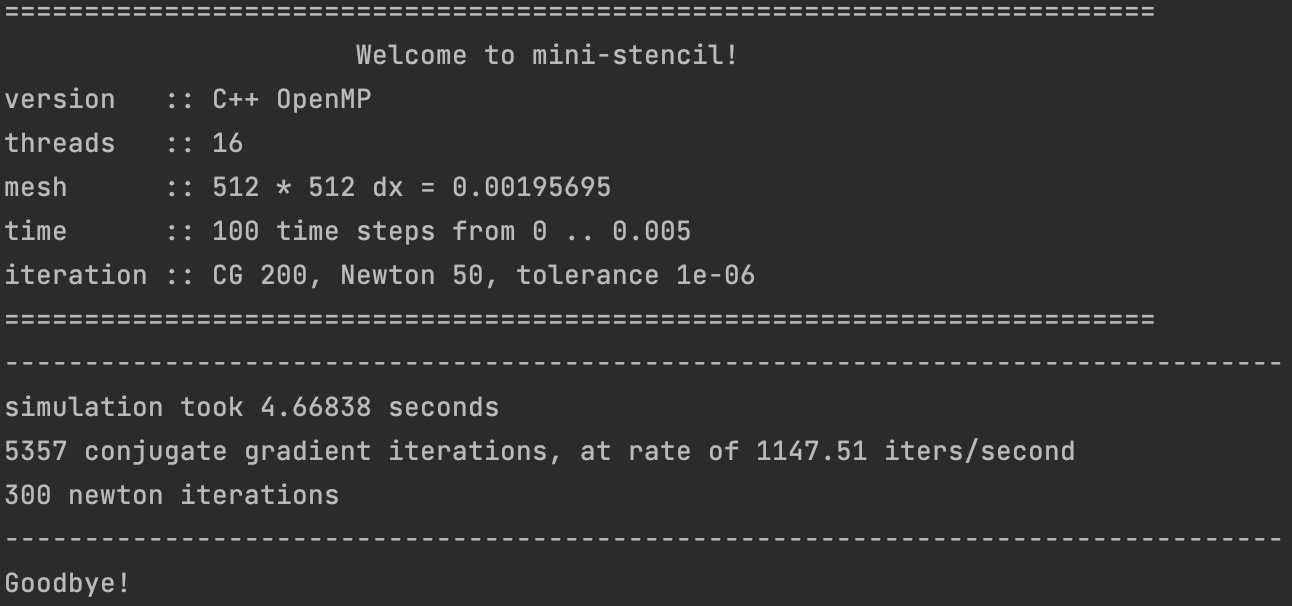 ========================================================================
                      Welcome to mini-stencil!
version   :: C++ OpenMP
threads   :: 16
mesh      :: 512 * 512 dx = 0.00195695
time      :: 100 time steps from 0 .. 0.005
iteration :: CG 200, Newton 50, tolerance 1e-06
========================================================================
--------------------------------------------------------------------------------
simulation took 4.66838 seconds
5357 conjugate gradient iterations, at rate of 1147.51 iters/second
300 newton iterations
--------------------------------------------------------------------------------
Goodbye!